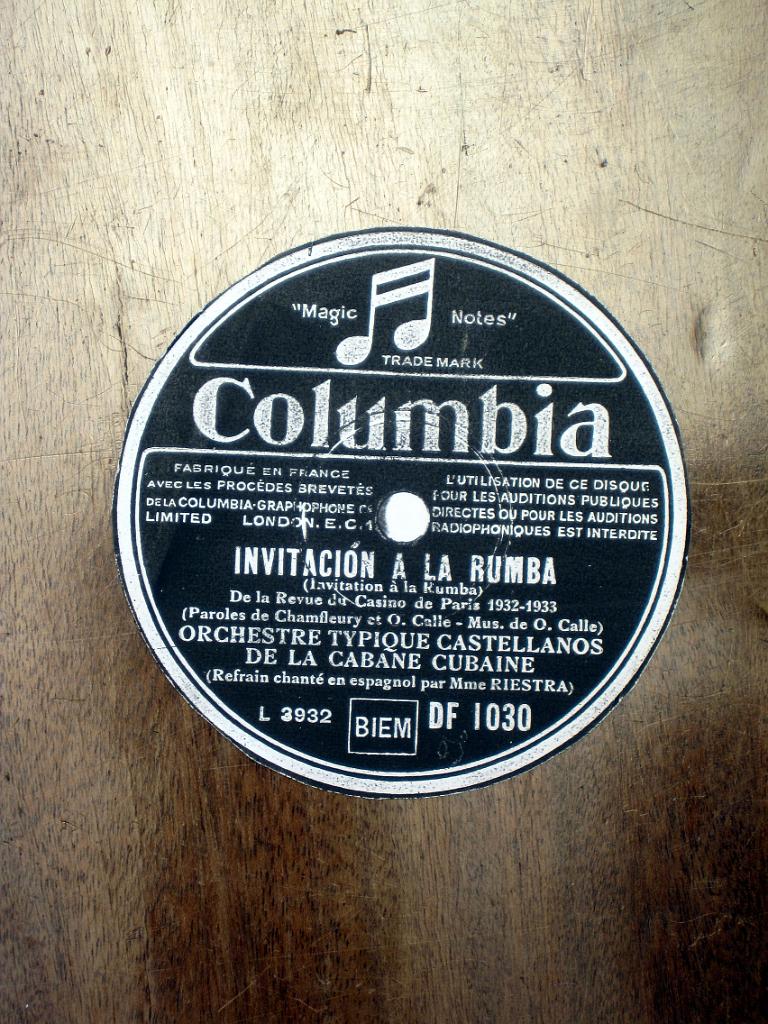 "Magic Notes"
TRADE MARK
Columbia
FABRIQUÉ EN FRANCE
AVEC LES PROCÉDÉS BREVETÉS
DE LA COLUMBIA-GRAPHOPHONE Cº
LIMITED LONDON. E.C.1
L'UTILISATION DE CE DISQUE
POUR LES AUDITIONS PUBLIQUES
DIRECTES OU POUR LES AUDITIONS
RADIOPHONIQUES EST INTERDITE
INVITACIÓN A LA RUMBA
(Invitation à la Rumba)
De la Revue du Casino de Paris 1932-1933
(Paroles de Chamfleury et O. Calle - Mus. de O. Calle)
ORCHESTRE TYPIQUE CASTELLANOS
DE LA CABANE CUBAINE
(Refrain chanté en espagnol par Mme RIESTRA)
L 3932 BIEM DF 1030